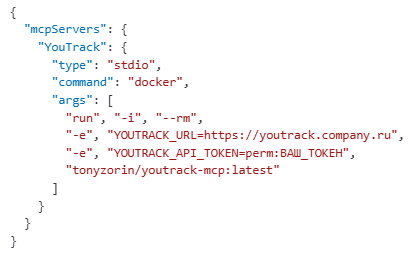 {
  "mcpServers": {
    "YouTrack": {
      "type": "stdio",
      "command": "docker",
      "args": [
        "run", "-i", "--rm",
        "-e", "YOUTRACK_URL=https://youtrack.company.ru",
        "-e", "YOUTRACK_API_TOKEN=perm:ВАШ_ТОКЕН",
        "tonyzorin/youtrack-mcp:latest"
      ]
    }
  }
}